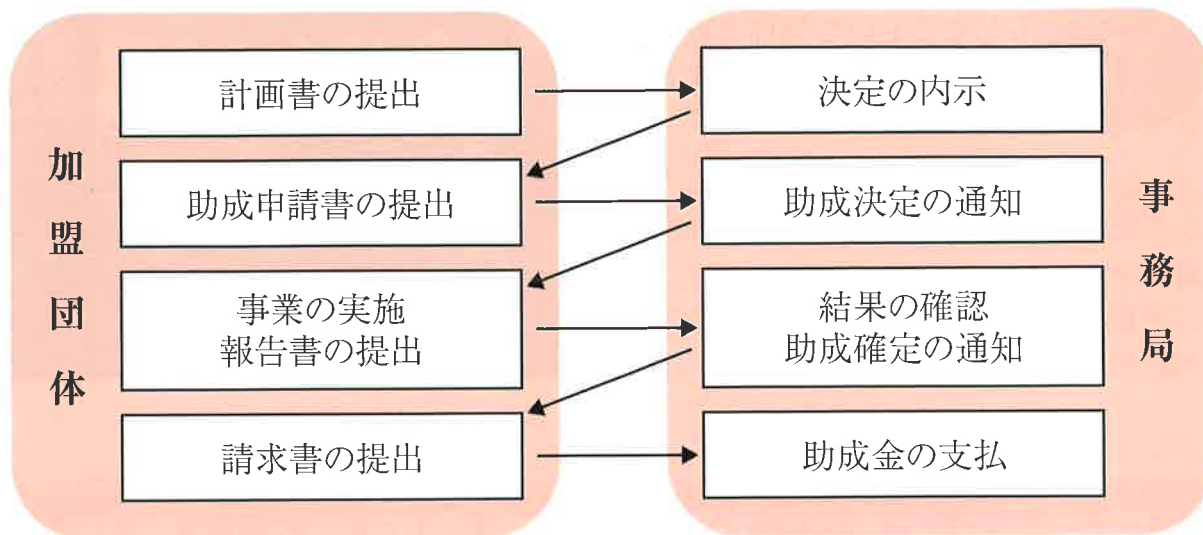 加盟団体
計画書の提出
助成申請書の提出
事業の実施
報告書の提出
請求書の提出
決定の内示
助成決定の通知
結果の確認
助成確定の通知
助成金の支払
事務局